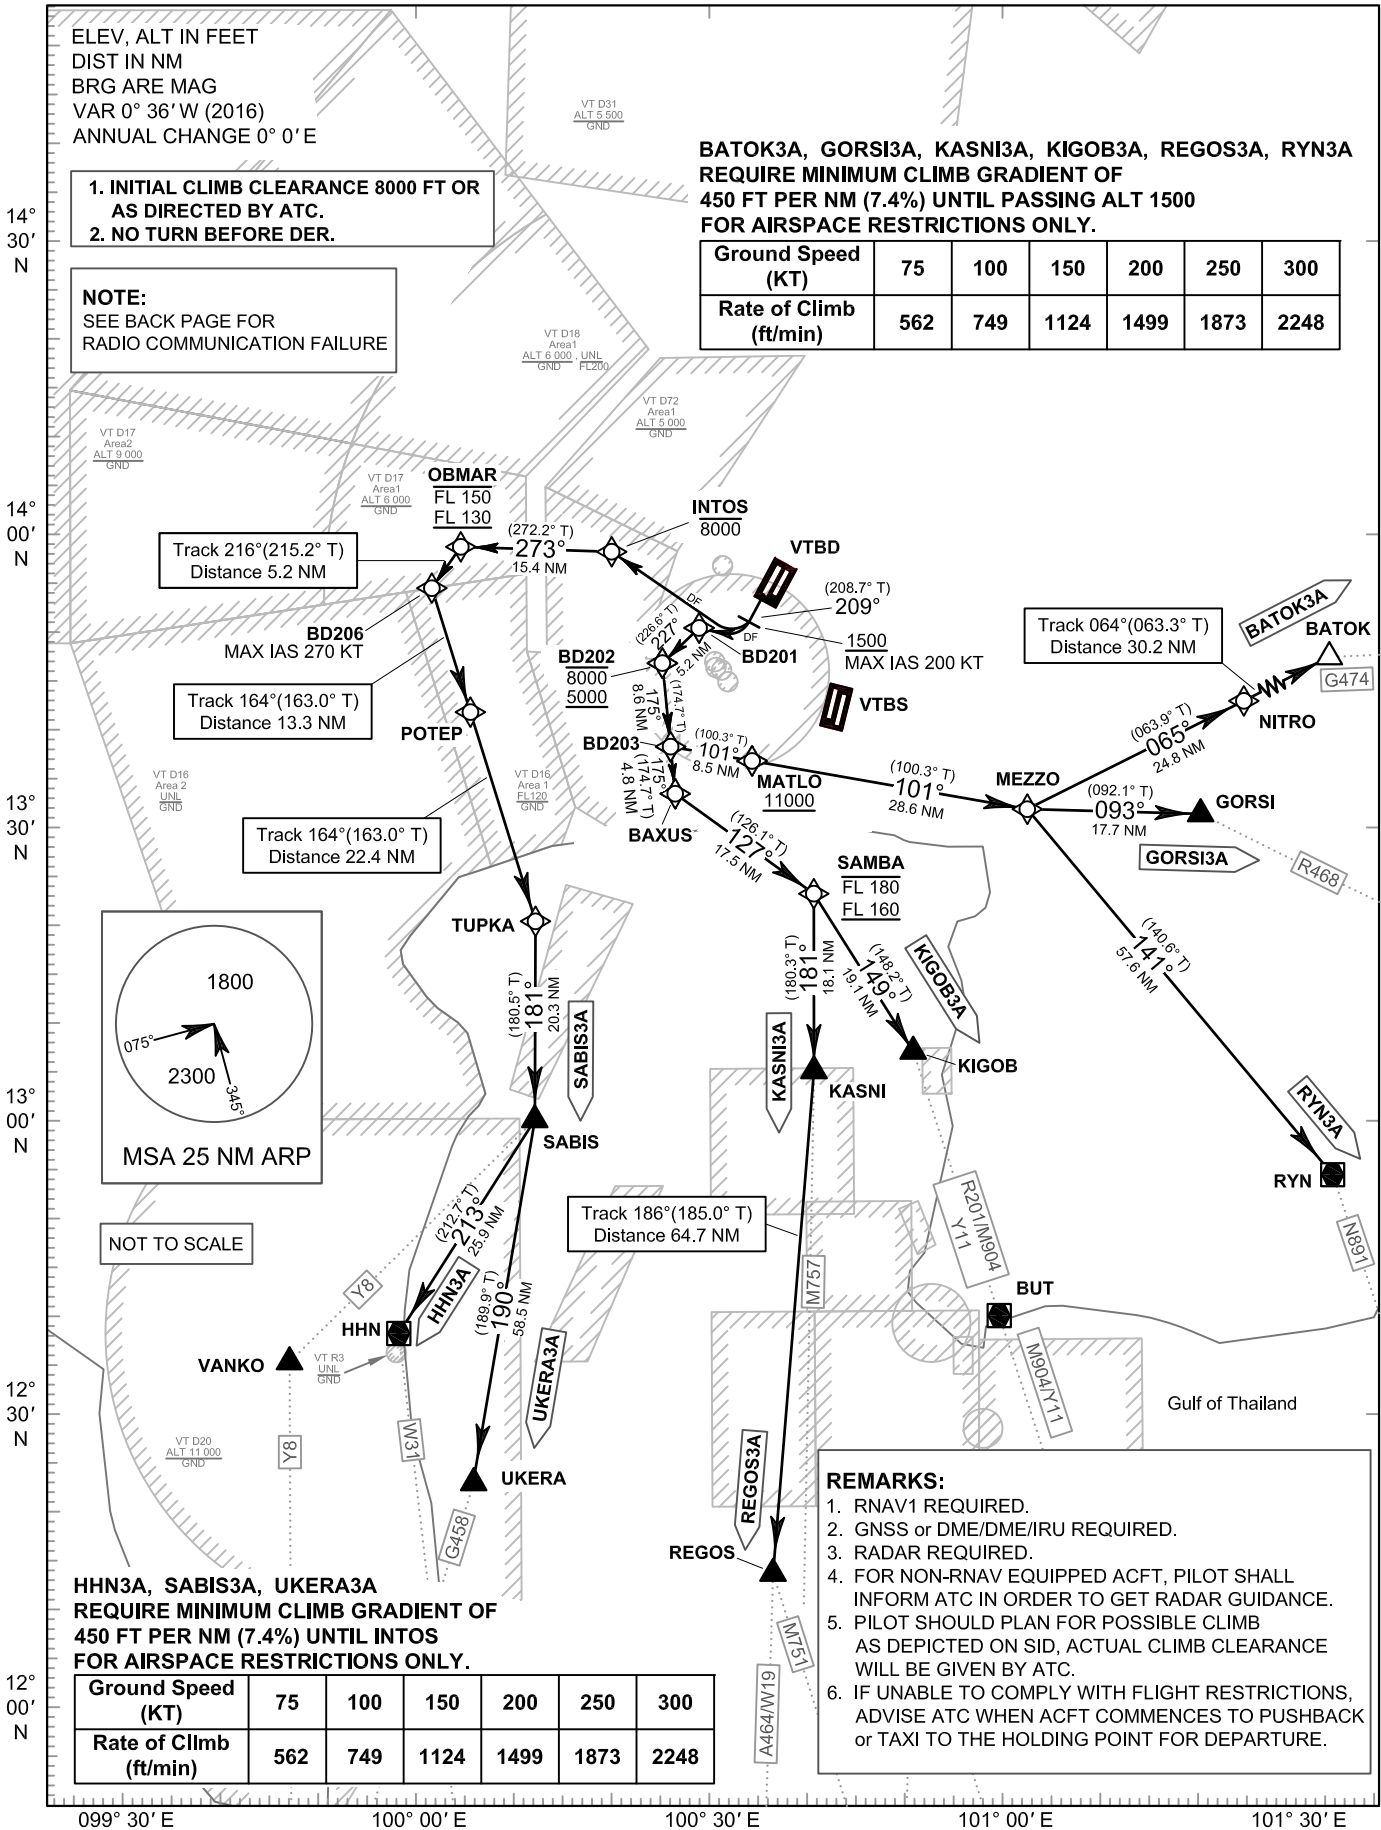 ELEV, ALT IN FEET
DIST IN NM
BRG ARE MAG
VAR 0° 36' W (2016)
ANNUAL CHANGE 0° 0' E
1. INITIAL CLIMB CLEARANCE 8000 FT OR
AS DIRECTED BY ATC.
2. NO TURN BEFORE DER.
NOTE:
SEE BACK PAGE FOR
RADIO COMMUNICATION FAILURE
VT D31
ALT 5 500
GND
BATOK3A, GORSI3A, KASNI3A, KIGOB3A, REGOS3A, RYN3A
REQUIRE MINIMUM CLIMB GRADIENT OF
450 FT PER NM (7.4%) UNTIL PASSING ALT 1500
FOR AIRSPACE RESTRICTIONS ONLY.
Ground Speed (KT) 75 100 150 200 250 300
Rate of Climb (ft/min) 562 749 1124 1499 1873 2248
14°
30'
N
VT D18
Area1
ALT 6 000 , UNL
GND FL200
VT D72
Area1
ALT 5 000
GND
VT D17
Area2
ALT 9 000
GND
VT D17
Area1
ALT 6 000
GND
14°
00'
N
OBMAR
FL 150
FL 130
(272.2° T)
273°
15.4 NM
INTOS
8000
VTBD
(208.7° T)
209°
1500
MAX IAS 200 KT
DF
DF
Track 216°(215.2° T)
Distance 5.2 NM
BD206
MAX IAS 270 KT
(226.6° T)
227°
5.2 NM
BD201
BD202
8000
5000
175°
8.6 NM
(174.7° T)
VTBS
Track 164°(163.0° T)
Distance 13.3 NM
POTEP
BD203
175°
(174.7° T)
4.8 NM
(100.3° T)
101°
8.5 NM
MATLO
11000
(100.3° T)
101°
28.6 NM
MEZZO
Track 064°(063.3° T)
Distance 30.2 NM
BATOK3A
BATOK
G474
NITRO
(063.9° T)
065°
24.8 NM
(092.1° T)
093°
17.7 NM
GORSI
GORSI3A
R468
VT D16
Area 2
UNL
GND
VT D16
Area 1
FL120
GND
13°
30'
N
Track 164°(163.0° T)
Distance 22.4 NM
BAXUS
(126.1° T)
127°
17.5 NM
SAMBA
FL 180
FL 160
TUPKA
(180.5° T)
181°
20.3 NM
SABIS3A
(180.3° T)
181°
18.1 NM
(148.2° T)
149°
19.1 NM
KIGOB3A
(140.6° T)
141°
57.6 NM
1800
075°
2300
345°
MSA 25 NM ARP
KASNI3A
KASNI
KIGOB
RYN3A
RYN
13°
00'
N
SABIS
NOT TO SCALE
(212.7° T)
213°
25.9 NM
Y8
HHN3A
HHN
(189.9° T)
190°
58.5 NM
UKERA3A
Track 186°(185.0° T)
Distance 64.7 NM
M757
R201/M904
Y11
N891
BUT
M904/Y11
VANKO
VT R3
UNL
GND
12°
30'
N
Gulf of Thailand
VT D20
ALT 11 000
GND
Y8
W31
UKERA
G458
REGOS3A
REGOS
M751
A464/W19
HHN3A, SABIS3A, UKERA3A
REQUIRE MINIMUM CLIMB GRADIENT OF
450 FT PER NM (7.4%) UNTIL INTOS
FOR AIRSPACE RESTRICTIONS ONLY.
Ground Speed (KT) 75 100 150 200 250 300
Rate of CIImb (ft/min) 562 749 1124 1499 1873 2248
12°
00'
N
REMARKS:
1. RNAV1 REQUIRED.
2. GNSS or DME/DME/IRU REQUIRED.
3. RADAR REQUIRED.
4. FOR NON-RNAV EQUIPPED ACFT, PILOT SHALL
INFORM ATC IN ORDER TO GET RADAR GUIDANCE.
5. PILOT SHOULD PLAN FOR POSSIBLE CLIMB
AS DEPICTED ON SID, ACTUAL CLIMB CLEARANCE
WILL BE GIVEN BY ATC.
6. IF UNABLE TO COMPLY WITH FLIGHT RESTRICTIONS,
ADVISE ATC WHEN ACFT COMMENCES TO PUSHBACK
or TAXI TO THE HOLDING POINT FOR DEPARTURE.
099° 30' E 100° 00' E 100° 30' E 101° 00' E 101° 30' E